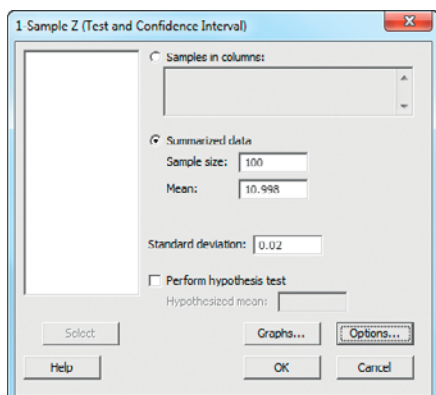 1-Sample Z (Test and Confidence Interval)
Samples in columns:
Summarized data
Sample size: 100
Mean: 10.998
Standard deviation: 0.02
Perform hypothesis test
Hypothesized mean:
Select
Graphs...
Options...
Help
OK
Cancel